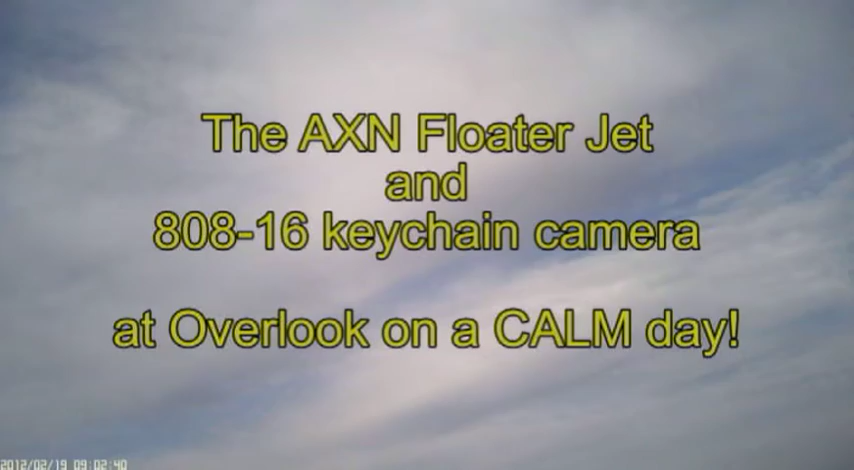 The AXN Floater Jet
and
808-16 keychain camera
at Overlook on a CALM day!
2012/02/19 09:02:40